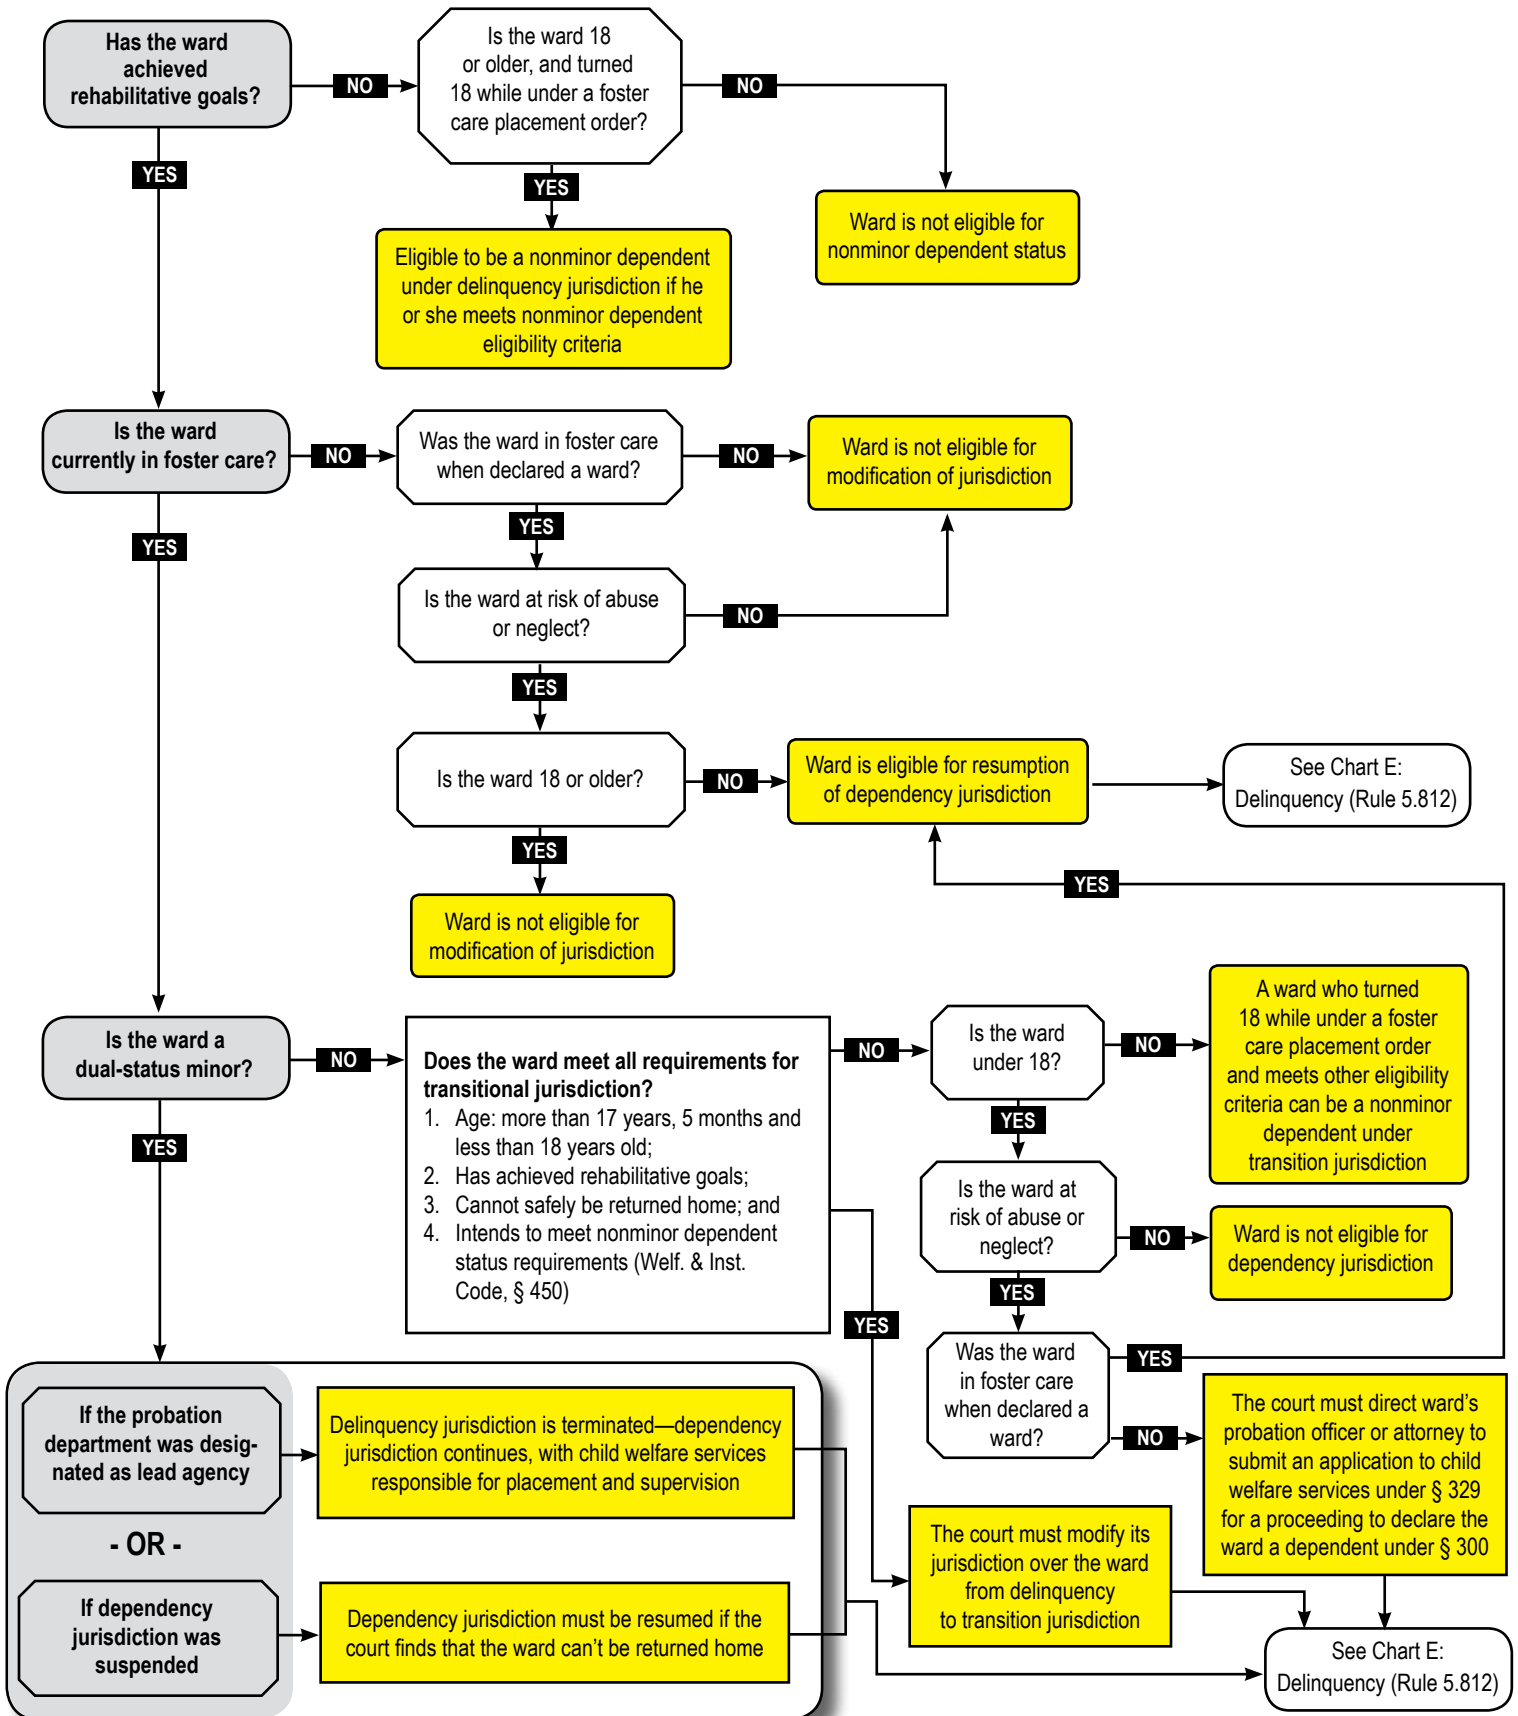 Has the ward
achieved
rehabilitative goals?
NO
Is the ward 18
or older, and turned
18 while under a foster
care placement order?
NO
YES
YES
Ward is not eligible for
nonminor dependent status
Eligible to be a nonminor dependent
under delinquency jurisdiction if he
or she meets nonminor dependent
eligibility criteria
Is the ward
currently in foster care?
NO
Was the ward in foster care
when declared a ward?
NO
Ward is not eligible for
modification of jurisdiction
YES
YES
Is the ward at risk of abuse
or neglect?
NO
YES
Is the ward 18 or older?
NO
Ward is eligible for resumption
of dependency jurisdiction
See Chart E:
Delinquency (Rule 5.812)
YES
YES
Ward is not eligible for
modification of jurisdiction
Is the ward a
dual-status minor?
NO
Does the ward meet all requirements for
transitional jurisdiction?
1. Age: more than 17 years, 5 months and
less than 18 years old;
2. Has achieved rehabilitative goals;
3. Cannot safely be returned home; and
4. Intends to meet nonminor dependent
status requirements (Welf. & Inst.
Code, § 450)
NO
Is the ward
under 18?
NO
A ward who turned
18 while under a foster
care placement order
and meets other eligibility
criteria can be a nonminor
dependent under
transition jurisdiction
YES
YES
Is the ward at
risk of abuse or
neglect?
NO
Ward is not eligible for
dependency jurisdiction
YES
YES
Was the ward
in foster care
when declared a
ward?
YES
NO
The court must direct ward's
probation officer or attorney to
submit an application to child
welfare services under § 329
for a proceeding to declare the
ward a dependent under § 300
If the probation
department was desig-
nated as lead agency
Delinquency jurisdiction is terminated—dependency
jurisdiction continues, with child welfare services
responsible for placement and supervision
- OR -
If dependency
jurisdiction was
suspended
Dependency jurisdiction must be resumed if the
court finds that the ward can't be returned home
The court must modify its
jurisdiction over the ward
from delinquency
to transition jurisdiction
See Chart E:
Delinquency (Rule 5.812)